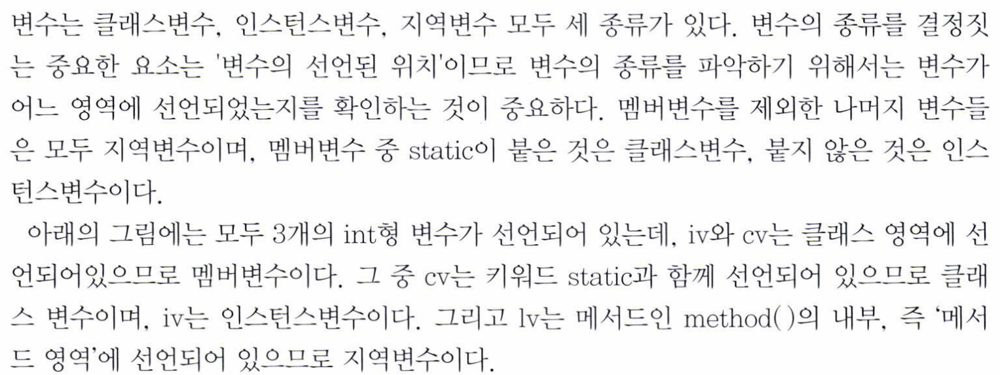 변수는 클래스변수, 인스턴스변수, 지역변수 모두 세 종류가 있다. 변수의 종류를 결정짓
는 중요한 요소는 '변수의 선언된 위치'이므로 변수의 종류를 파악하기 위해서는 변수가
어느 영역에 선언되었는지를 확인하는 것이 중요하다. 멤버변수를 제외한 나머지 변수들
은 모두 지역변수이며, 멤버변수 중 static이 붙은 것은 클래스변수, 붙지 않은 것은 인스
턴스변수이다.
아래의 그림에는 모두 3개의 int형 변수가 선언되어 있는데, iv와 cv는 클래스 영역에 선
언되어있으므로 멤버변수이다. 그 중 cv는 키워드 static과 함께 선언되어 있으므로 클래
스 변수이며, iv는 인스턴스변수이다. 그리고 lv는 메서드인 method( )의 내부, 즉 ‘메서
드 영역’에 선언되어 있으므로 지역변수이다.